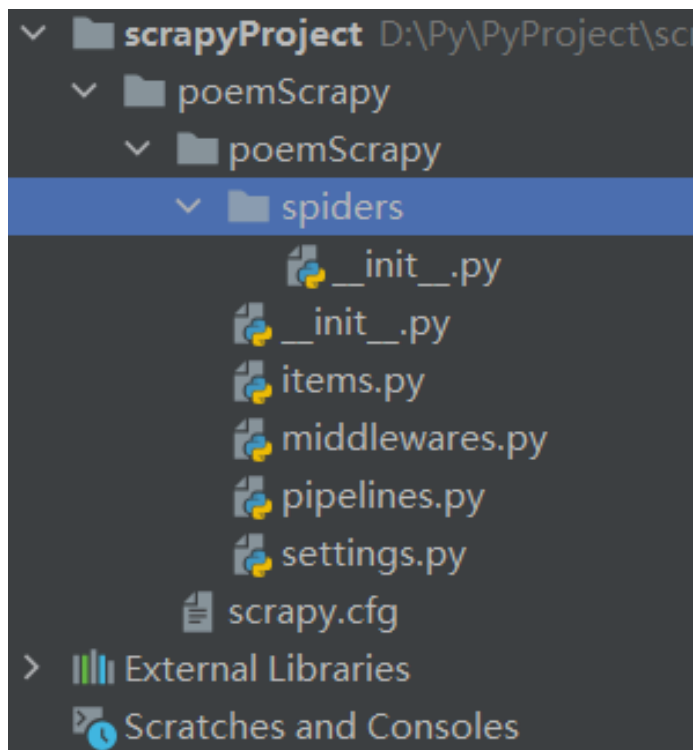 scrapyProject D:\Py\PyProject\scr
poemScrapy
poemScrapy
spiders
__init__.py
__init__.py
items.py
middlewares.py
pipelines.py
settings.py
scrapy.cfg
External Libraries
Scratches and Consoles